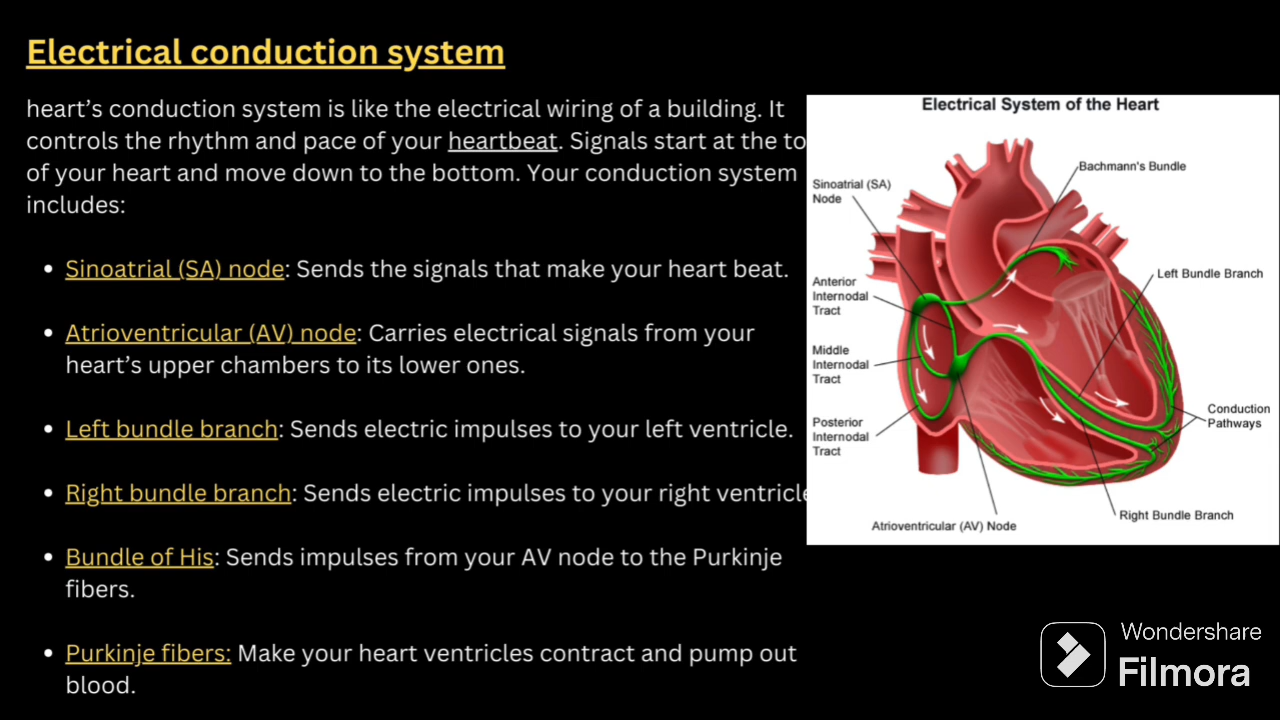 Electrical conduction system
heart’s conduction system is like the electrical wiring of a building. It
controls the rhythm and pace of your heartbeat. Signals start at the to
of your heart and move down to the bottom. Your conduction system
includes:
• Sinoatrial (SA) node: Sends the signals that make your heart beat.
• Atrioventricular (AV) node: Carries electrical signals from your
heart’s upper chambers to its lower ones.
• Left bundle branch: Sends electric impulses to your left ventricle.
• Right bundle branch: Sends electric impulses to your right ventricle
• Bundle of His: Sends impulses from your AV node to the Purkinje
fibers.
• Purkinje fibers: Make your heart ventricles contract and pump out
blood.
Electrical System of the Heart
Bachmann's Bundle
Sinoatrial (SA)
Node
Left Bundle Branch
Anterior
Internodal
Tract
Middle
Internodal
Tract
Conduction
Pathways
Posterior
Internodal
Tract
Right Bundle Branch
Atrioventricular (AV) Node
Wondershare
Filmora